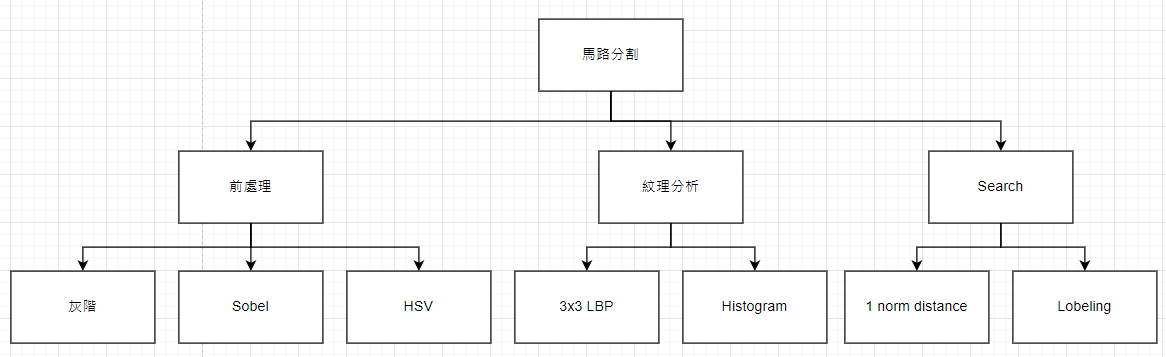 馬路分割
前處理
紋理分析
Search
灰階
Sobel
HSV
3x3 LBP
Histogram
1 norm distance
Lobeling